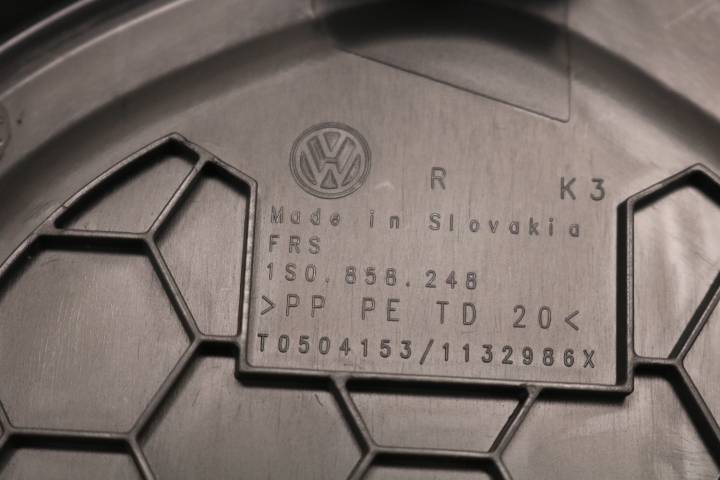 R K3
Made in Slovakia
FRS
1S0.858.248
>PP PE TD 20<
T0504153/1132986X